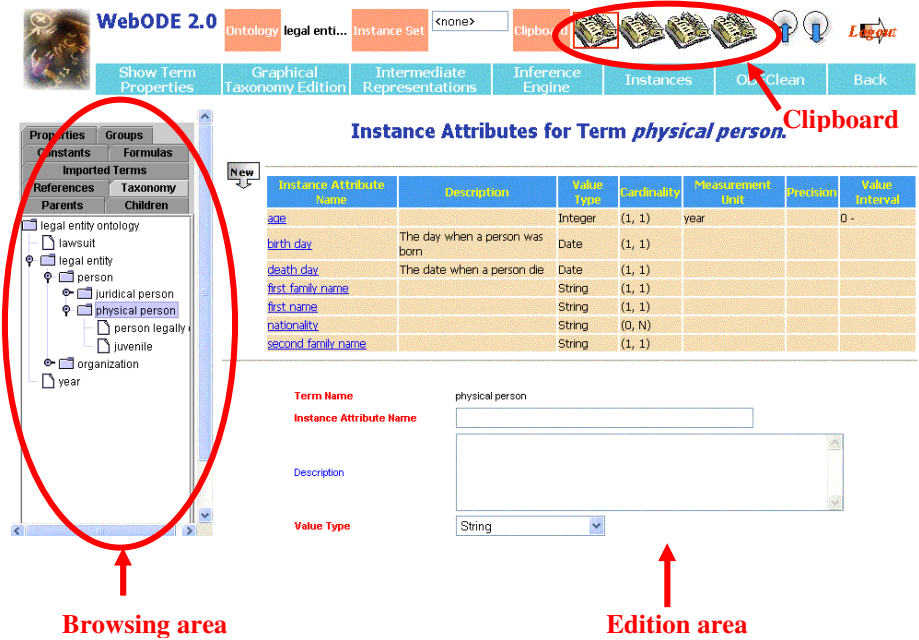 WebODE 2.0
Ontology legal enti... Instance Set <none> Clipboard Logout
Show Term Properties Graphical Taxonomy Edition Intermediate Representations Inference Engine Instances Back
Clipboard
Properties Groups
Constants Formulas
Imported Terms
References Taxonomy
Parents Children
legal entity ontology
lawsuit
legal entity
person
juridical person
physical person
person legally
juvenile
organization
year
Instance Attributes for Term physical person.
New
Instance Attribute Name Description Value Type Cardinality Measurement Unit Precision Value Interval
age Integer (1, 1) year 0 -
birth day The day when a person was born Date (1, 1)
death day The date when a person die Date (1, 1)
first family name String (1, 1)
first name String (1, 1)
nationality String (0, N)
second family name String (1, 1)
Term Name physical person
Instance Attribute Name
Description
Value Type String
Browsing area Edition area